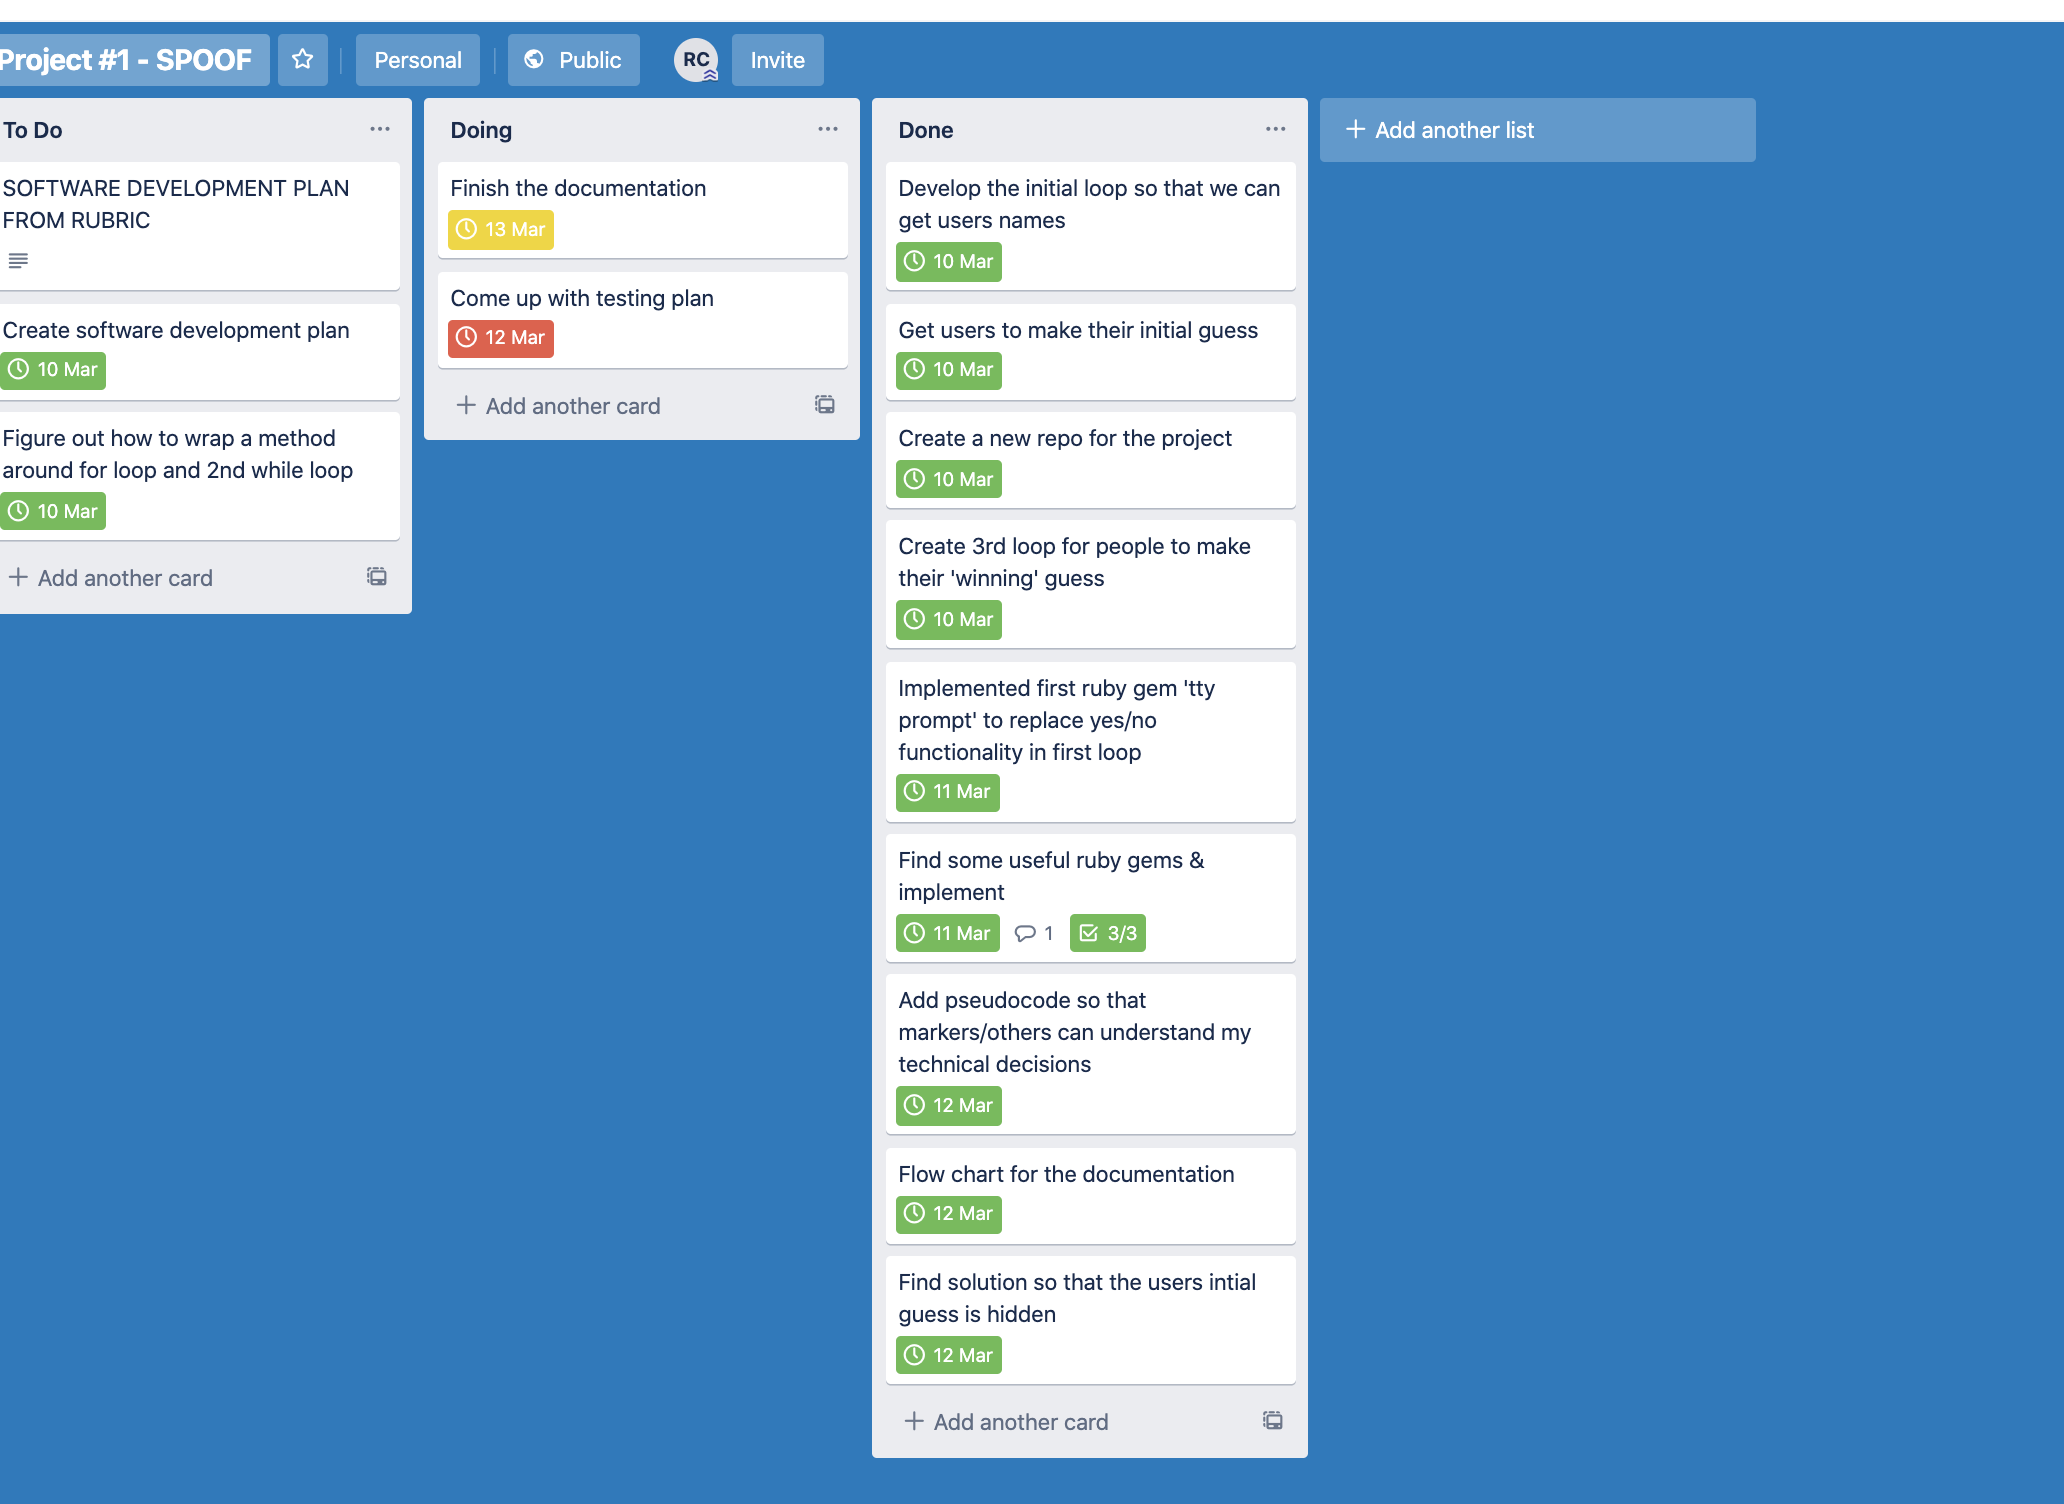 Project #1 - SPOOF
Personal
Public
RC
Invite
To Do
SOFTWARE DEVELOPMENT PLAN
FROM RUBRIC
Create software development plan
10 Mar
Figure out how to wrap a method
around for loop and 2nd while loop
10 Mar
+ Add another card
Doing
Finish the documentation
13 Mar
Come up with testing plan
12 Mar
+ Add another card
Done
Develop the initial loop so that we can
get users names
10 Mar
Get users to make their initial guess
10 Mar
Create a new repo for the project
10 Mar
Create 3rd loop for people to make
their 'winning' guess
10 Mar
Implemented first ruby gem 'tty
prompt' to replace yes/no
functionality in first loop
11 Mar
Find some useful ruby gems &
implement
11 Mar 1 3/3
Add pseudocode so that
markers/others can understand my
technical decisions
12 Mar
Flow chart for the documentation
12 Mar
Find solution so that the users intial
guess is hidden
12 Mar
+ Add another card
+ Add another list